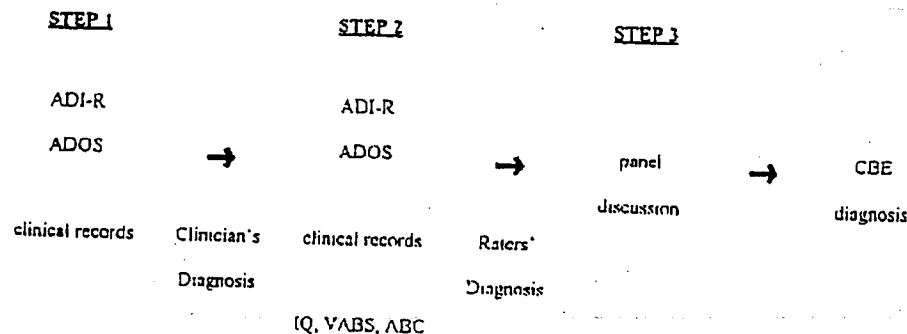 STEP 1
STEP 2
STEP 3
ADI-R
ADOS
clinical records
Clinician's
Diagnosis
ADI-R
ADOS
clinical records
IQ, VABS, ABC
Raters'
Diagnosis
panel
discussion
CBE
diagnosis